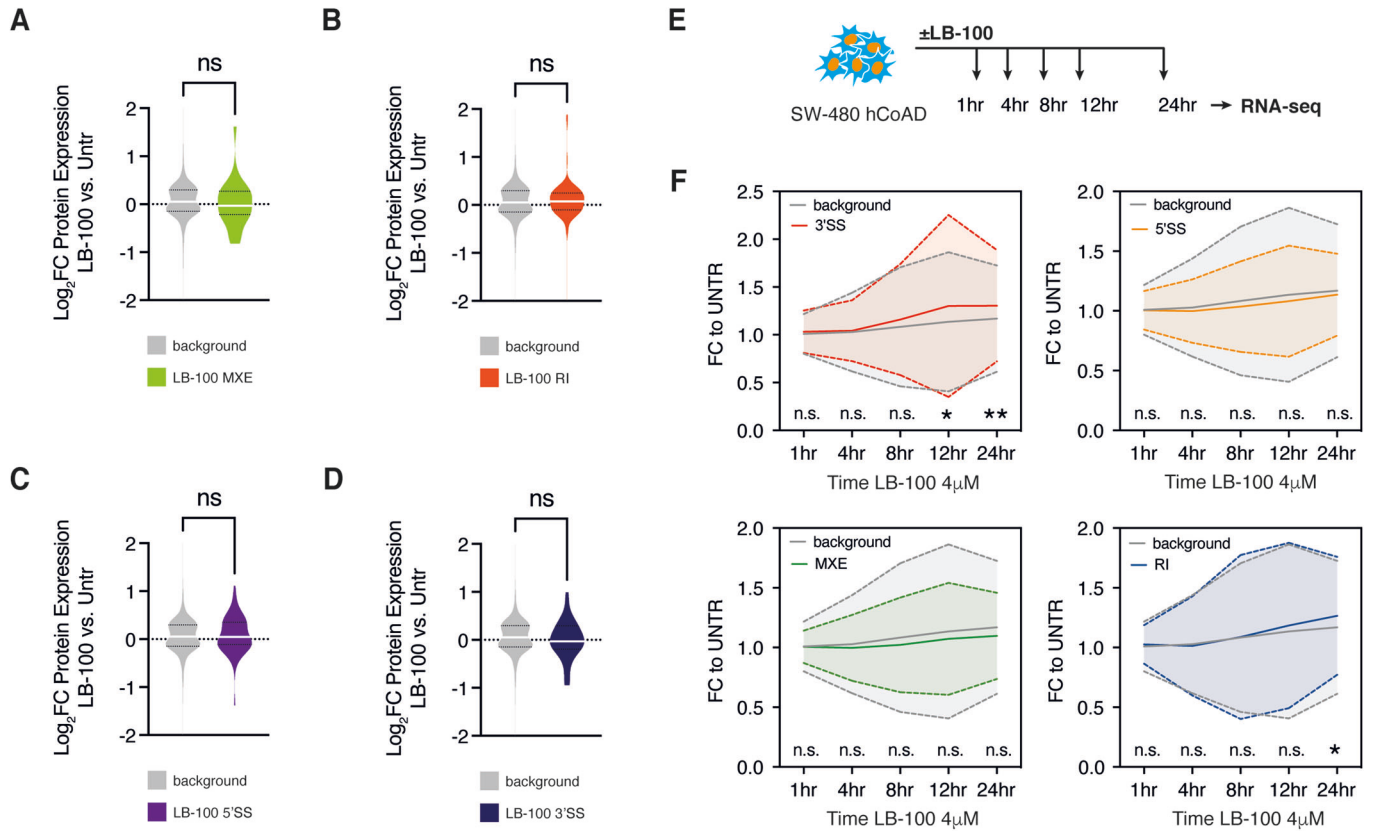 A
ns
Log2FC Protein Expression
LB-100 vs. Untr
2
1
0
-1
-2
background
LB-100 MXE
B
ns
Log2FC Protein Expression
LB-100 vs. Untr
2
1
0
-1
-2
background
LB-100 RI
C
ns
Log2FC Protein Expression
LB-100 vs. Untr
2
1
0
-1
-2
background
LB-100 5'SS
D
ns
Log2FC Protein Expression
LB-100 vs. Untr
2
1
0
-1
-2
background
LB-100 3'SS
E
±LB-100
SW-480 hCoAD
1hr 4hr 8hr 12hr 24hr → RNA-seq
F
FC to UNTR
2.5
2.0
1.5
1.0
0.5
0.0
background
3'SS
n.s. n.s. n.s. * **
1hr 4hr 8hr 12hr 24hr
Time LB-100 4μM
FC to UNTR
2.0
1.5
1.0
0.5
0.0
background
5'SS
n.s. n.s. n.s. n.s. n.s.
1hr 4hr 8hr 12hr 24hr
Time LB-100 4μM
FC to UNTR
2.0
1.5
1.0
0.5
0.0
background
MXE
n.s. n.s. n.s. n.s. n.s.
1hr 4hr 8hr 12hr 24hr
Time LB-100 4μM
FC to UNTR
2.0
1.5
1.0
0.5
0.0
background
RI
n.s. n.s. n.s. n.s. *
1hr 4hr 8hr 12hr 24hr
Time LB-100 4μM